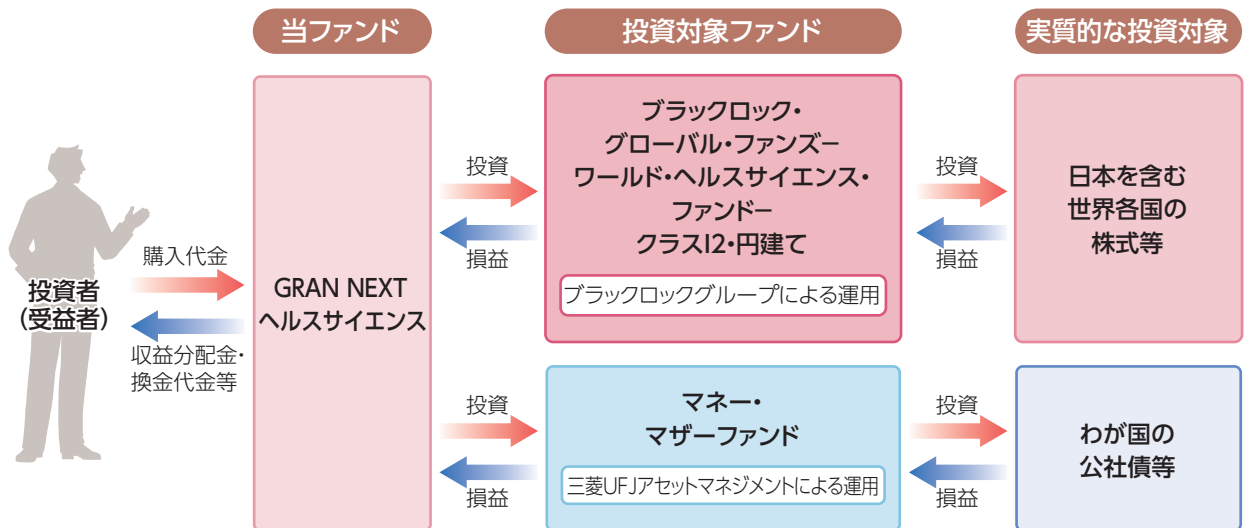 当ファンド
投資対象ファンド
実質的な投資対象
投資者
(受益者)
購入代金
収益分配金・
換金代金等
GRAN NEXT
ヘルスサイエンス
投資
損益
ブラックロック・
グローバル・ファンズー
ワールド・ヘルスサイエンス・
ファンドー
クラスI2・円建て
ブラックロックグループによる運用
投資
損益
日本を含む
世界各国の
株式等
投資
損益
マネー・
マザーファンド
三菱UFJアセットマネジメントによる運用
投資
損益
わが国の
公社債等